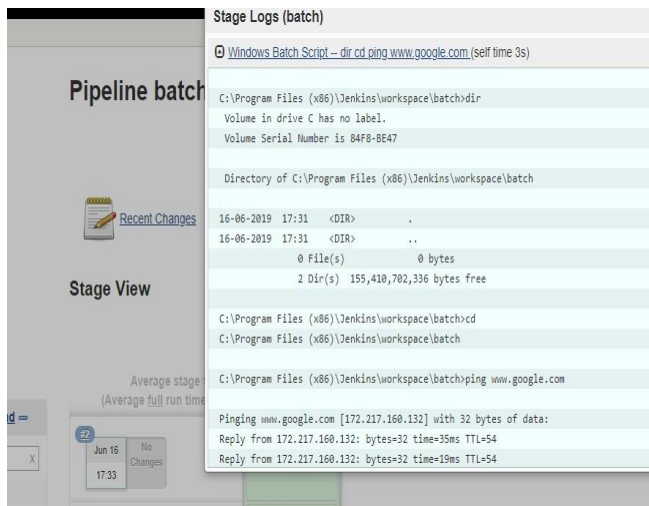 Stage Logs (batch)
Windows Batch Script -- dir cd ping www.google.com (self time 3s)
C:\Program Files (x86)\Jenkins\workspace\batch>dir
Volume in drive C has no label.
Volume Serial Number is 84F8-BE47
Directory of C:\Program Files (x86)\Jenkins\workspace\batch
16-06-2019 17:31 <DIR> .
16-06-2019 17:31 <DIR> ..
0 File(s) 0 bytes
2 Dir(s) 155,410,702,336 bytes free
C:\Program Files (x86)\Jenkins\workspace\batch>cd
C:\Program Files (x86)\Jenkins\workspace\batch
C:\Program Files (x86)\Jenkins\workspace\batch>ping www.google.com
Pinging www.google.com [172.217.160.132] with 32 bytes of data:
Reply from 172.217.160.132: bytes=32 time=35ms TTL=54
Reply from 172.217.160.132: bytes=32 time=19ms TTL=54
Pipeline batch
Recent Changes
Stage View
Average stage
(Average full run time
#2
Jun 16
17:33
No
Changes
X